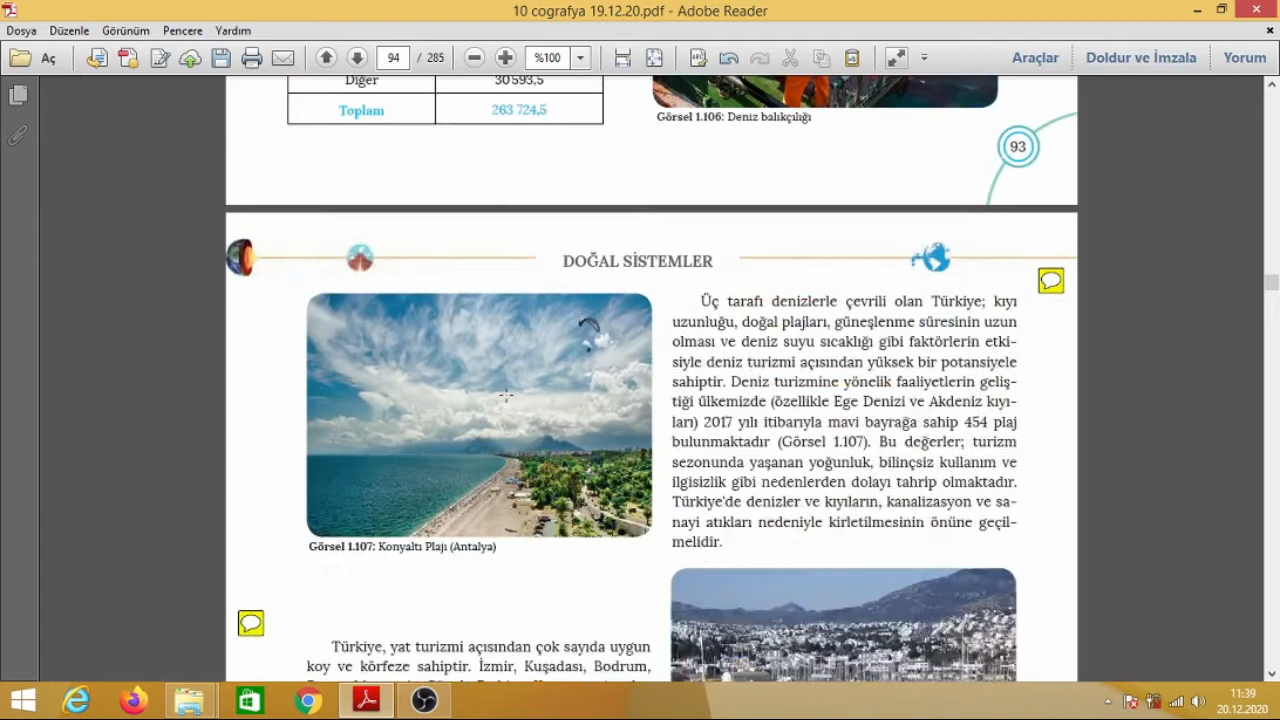 10 cografya 19.12.20.pdf - Adobe Reader
Dosya Düzenle Görünüm Pencere Yardım
Aç 94 / 285 %100 Araçlar Doldur ve İmzala Yorum
Diğer 30 593,5
Toplam 263 724,5
Görsel 1.106: Deniz balıkçılığı
93
DOĞAL SİSTEMLER
Üç tarafı denizlerle çevrili olan Türkiye; kıyı
uzunluğu, doğal plajları, güneşlenme süresinin uzun
olması ve deniz suyu sıcaklığı gibi faktörlerin etki-
siyle deniz turizmi açısından yüksek bir potansiyele
sahiptir. Deniz turizmine yönelik faaliyetlerin geliş-
tiği ülkemizde (özellikle Ege Denizi ve Akdeniz kıyı-
ları) 2017 yılı itibarıyla mavi bayrağa sahip 454 plaj
bulunmaktadır (Görsel 1.107). Bu değerler; turizm
sezonunda yaşanan yoğunluk, bilinçsiz kullanım ve
ilgisizlik gibi nedenlerden dolayı tahrip olmaktadır.
Türkiye'de denizler ve kıyıların, kanalizasyon ve sa-
nayi atıkları nedeniyle kirletilmesinin önüne geçil-
melidir.
Görsel 1.107: Konyaltı Plajı (Antalya)
Türkiye, yat turizmi açısından çok sayıda uygun
koy ve körfeze sahiptir. İzmir, Kuşadası, Bodrum,
11:39
20.12.2020